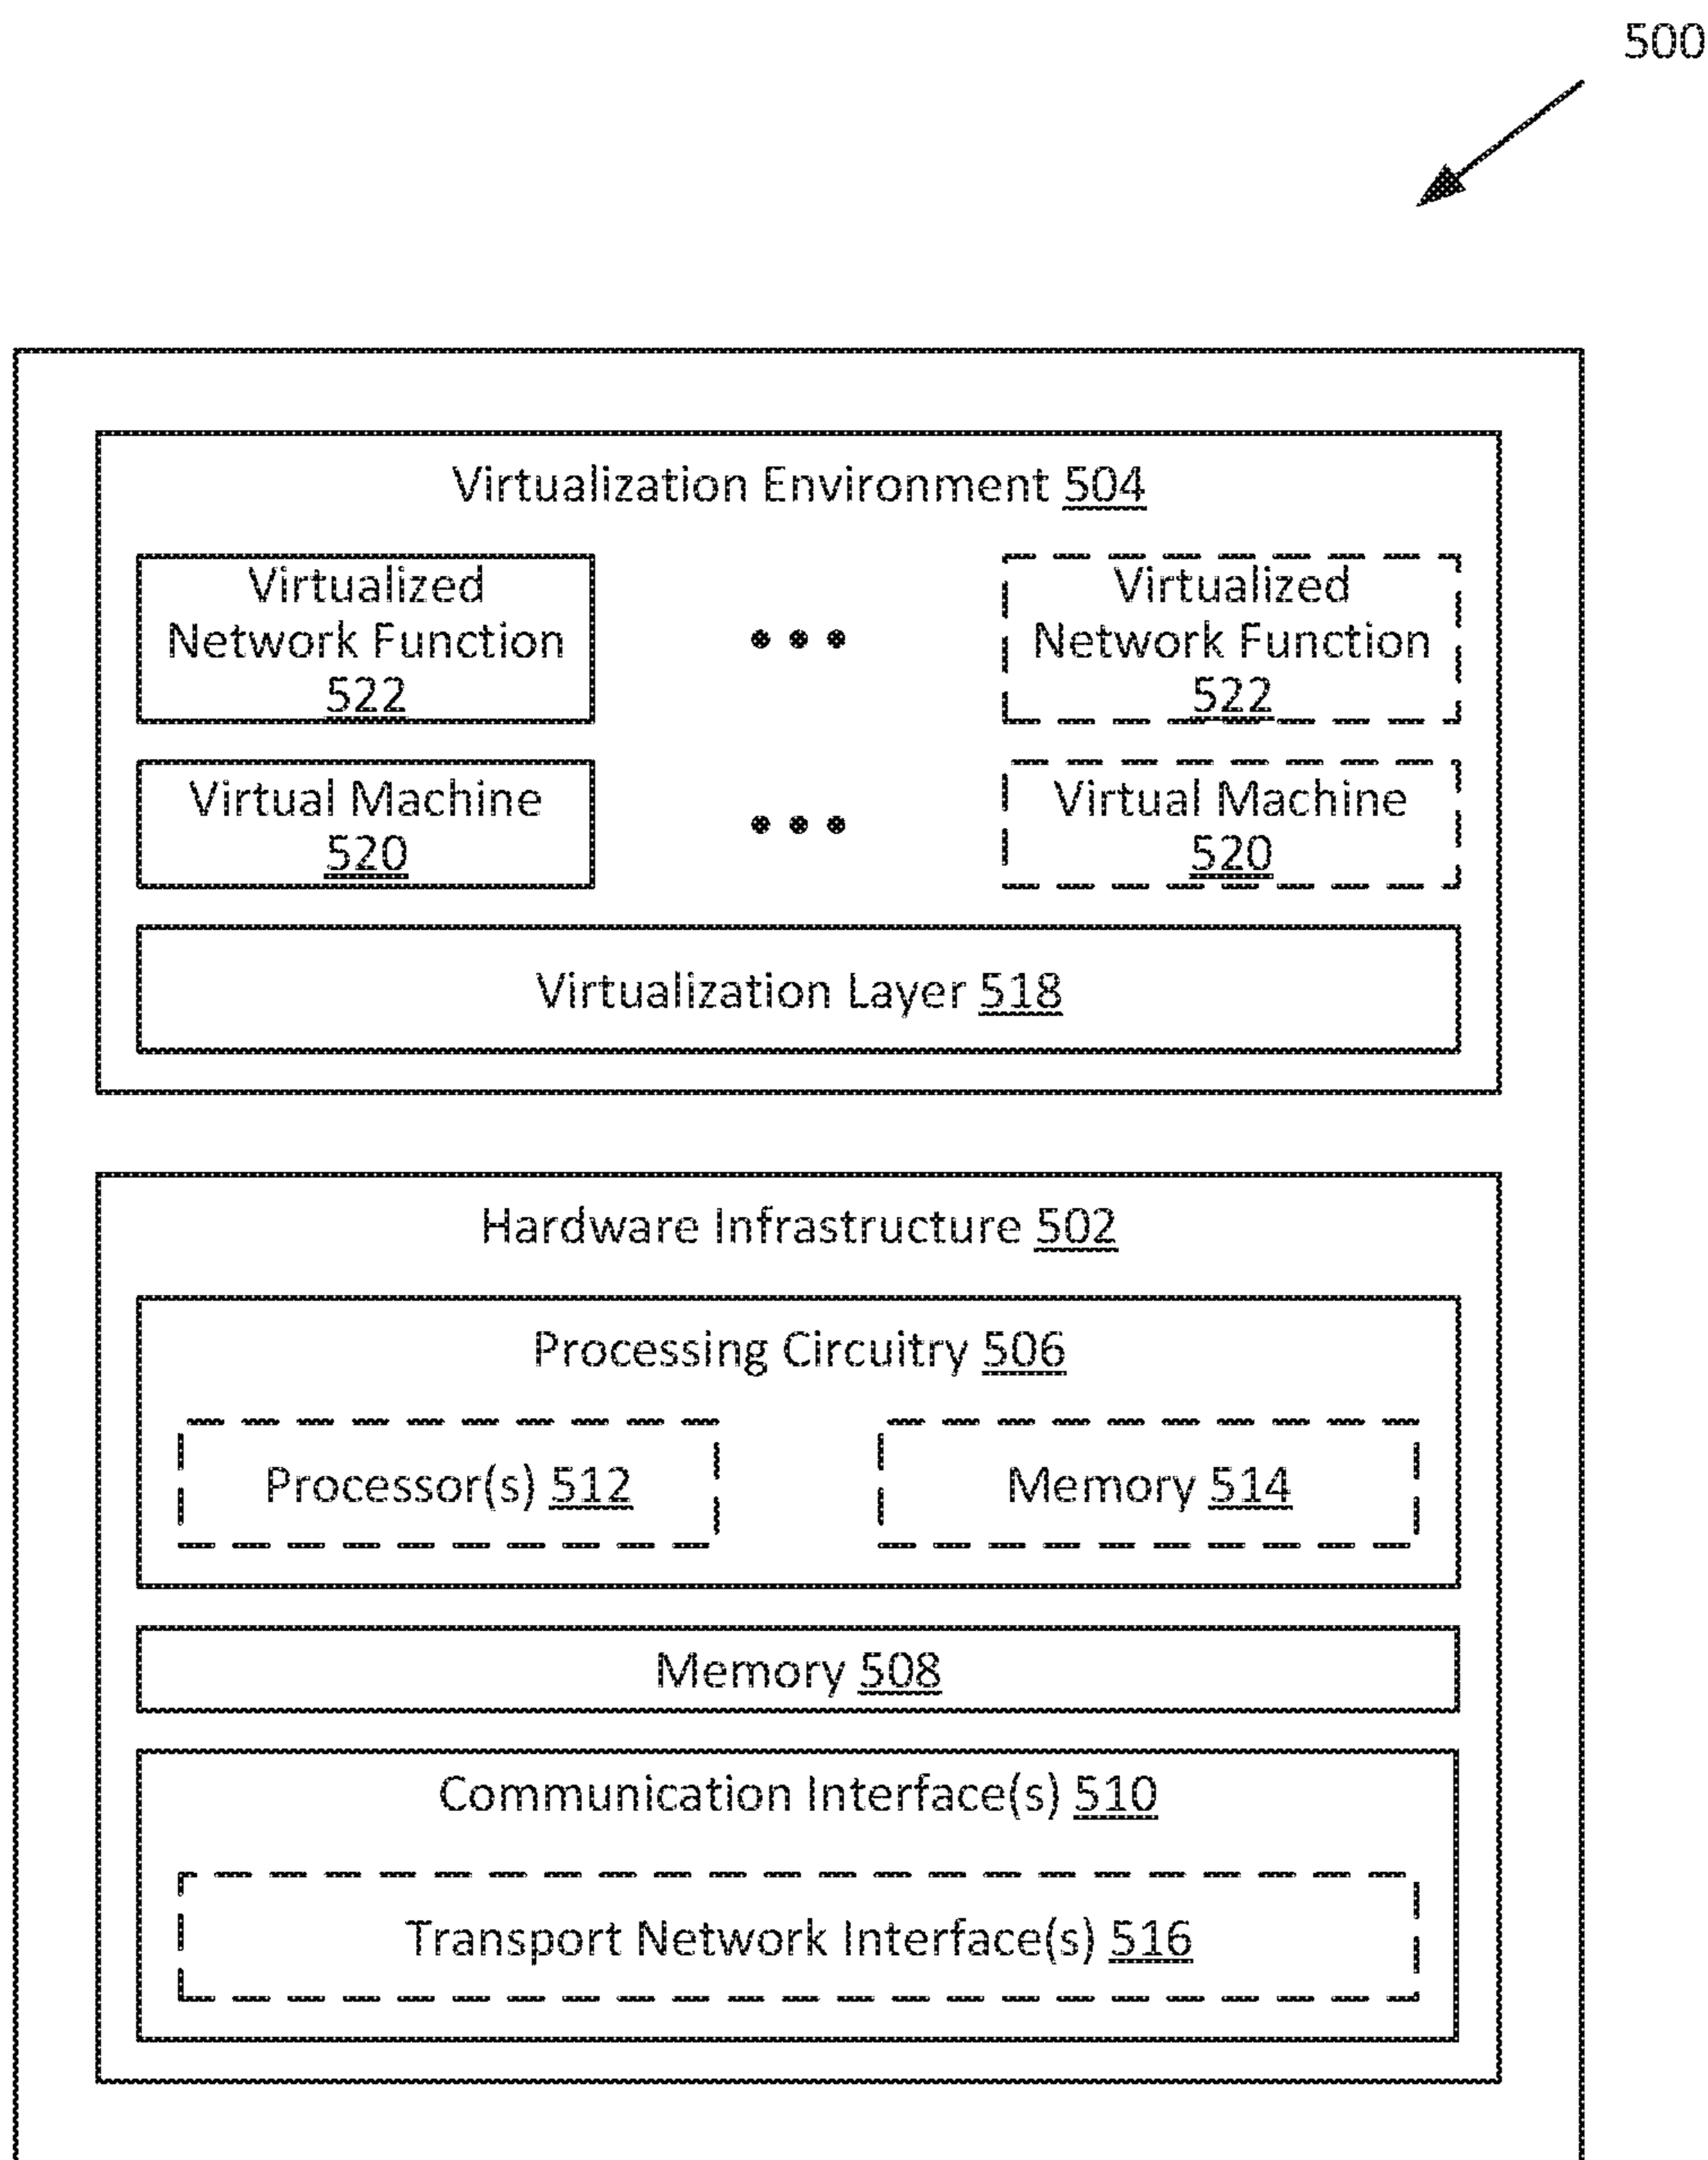 500
Virtualization Environment 504
Virtualized
Network Function
522
Virtualized
Network Function
522
Virtual Machine
520
Virtual Machine
520
Virtualization Layer 518
Hardware Infrastructure 502
Processing Circuitry 506
Processor(s) 512
Memory 514
Memory 508
Communication Interface(s) 510
Transport Network Interface(s) 516